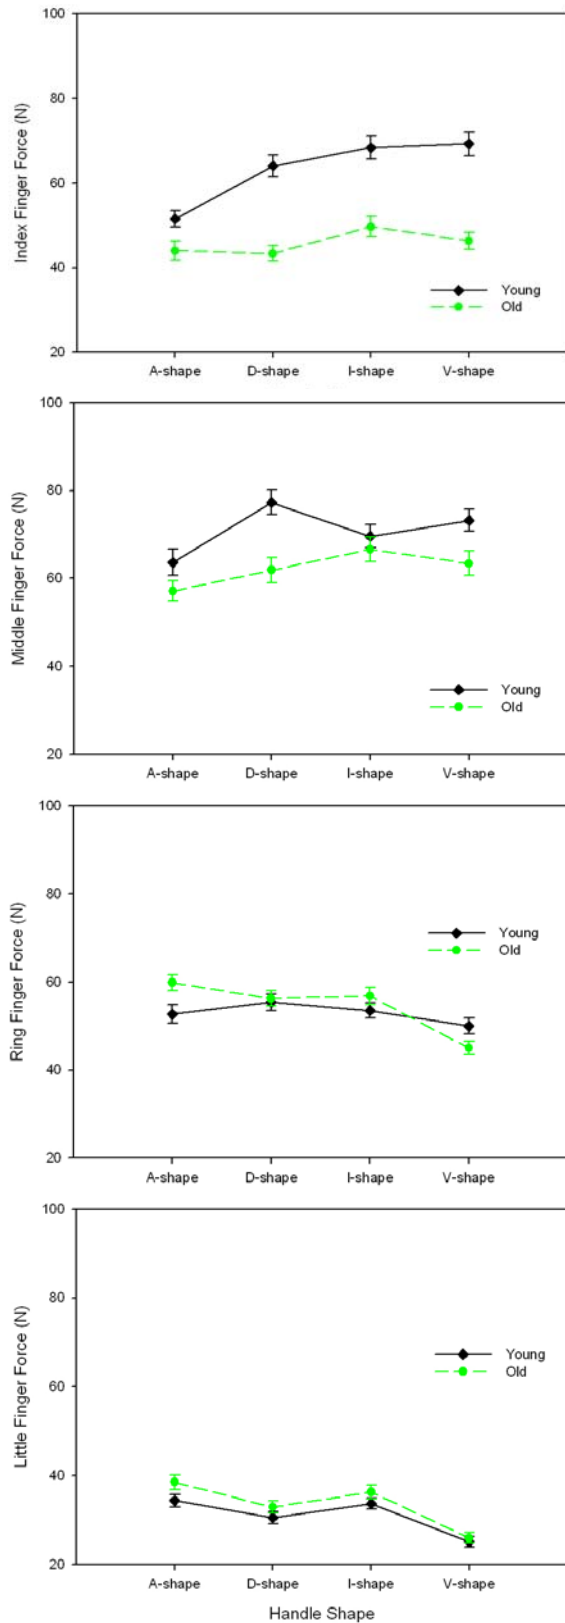 Index Finger Force (N)
100
80
60
40
20
Young
Old
A-shape D-shape I-shape V-shape
Middle Finger Force (N)
100
80
60
40
20
Young
Old
A-shape D-shape I-shape V-shape
Ring Finger Force (N)
100
80
60
40
20
Young
Old
A-shape D-shape I-shape V-shape
Little Finger Force (N)
100
80
60
40
20
Young
Old
A-shape D-shape I-shape V-shape
Handle Shape